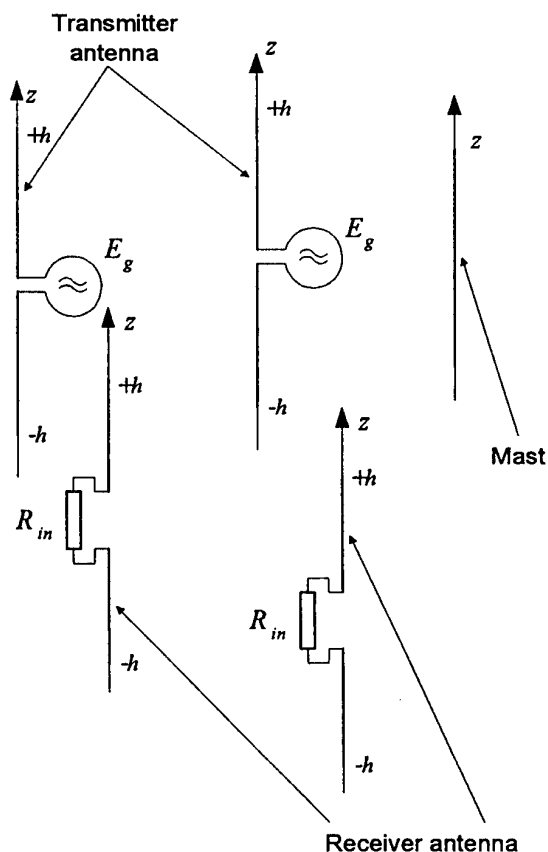 Transmitter
antenna
z
+h
E_g
-h
z
+h
E_g
-h
z
Mast
z
+h
R_in
-h
z
+h
R_in
-h
Receiver antenna